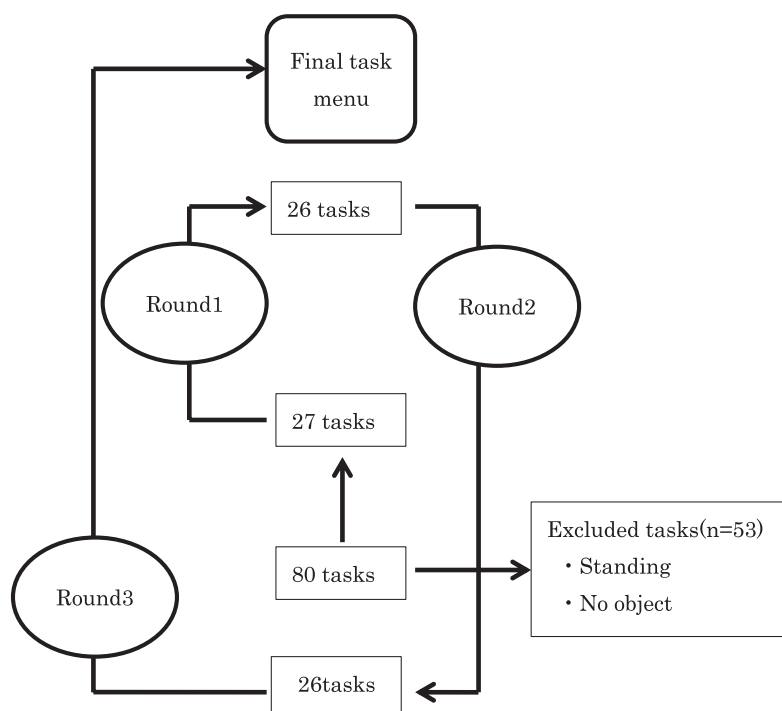 Final task
menu
26 tasks
Round1
Round2
27 tasks
80 tasks
Excluded tasks(n=53)
・Standing
・No object
Round3
26tasks